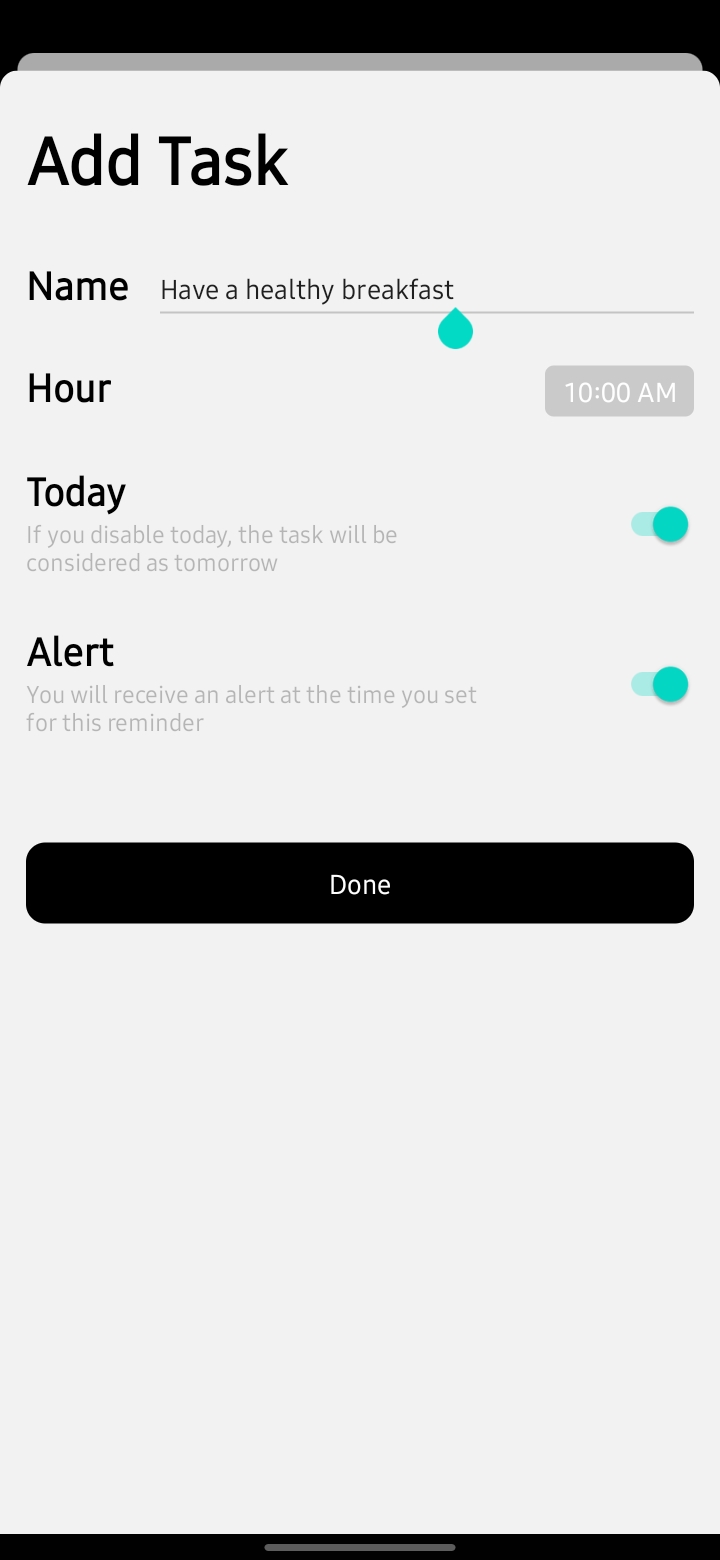 Add Task
Name
Have a healthy breakfast
Hour
10:00 AM
Today
If you disable today, the task will be
considered as tomorrow
Alert
You will receive an alert at the time you set
for this reminder
Done